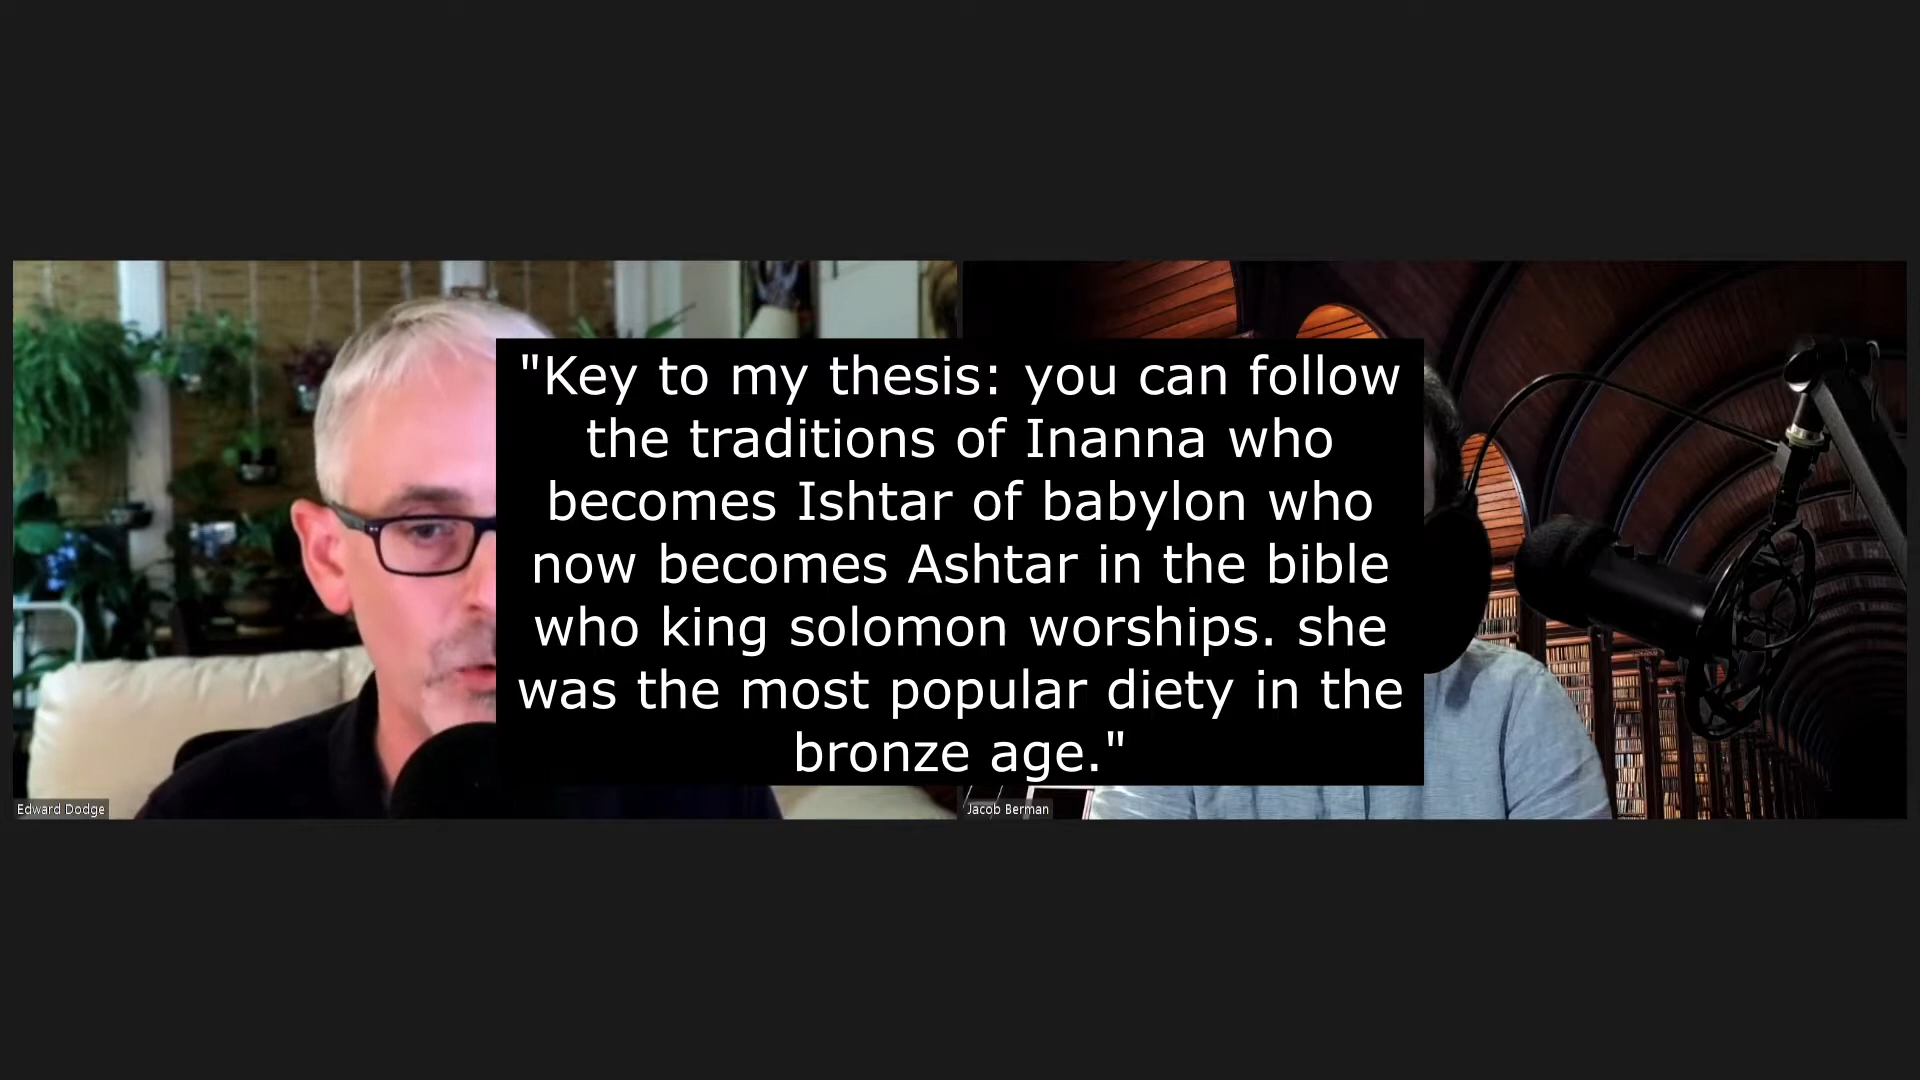 "Key to my thesis: you can follow
the traditions of Inanna who
becomes Ishtar of babylon who
now becomes Ashtar in the bible
who king solomon worships. she
was the most popular diety in the
bronze age."
Edward Dodge
Jacob Berman